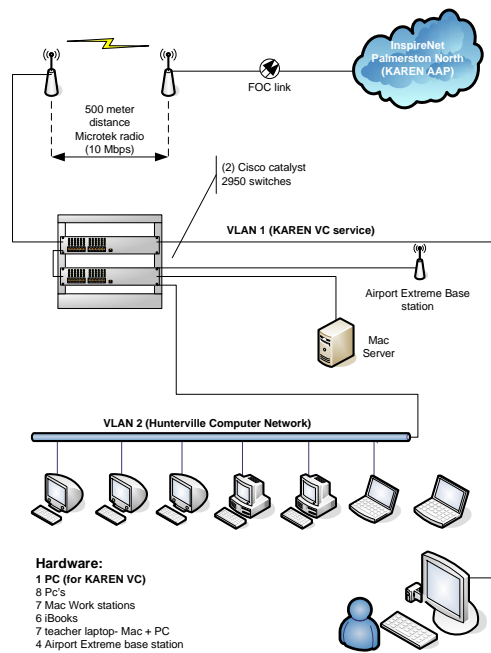 InspireNet
Palmerston North
(KAREN AAP)
FOC link
500 meter
distance
Microtek radio
(10 Mbps)
(2) Cisco catalyst
2950 switches
VLAN 1 (KAREN VC service)
Airport Extreme Base
station
Mac
Server
VLAN 2 (Hunterville Computer Network)
Hardware:
1 PC (for KAREN VC)
8 Pc's
7 Mac Work stations
6 iBooks
7 teacher laptop- Mac + PC
4 Airport Extreme base station